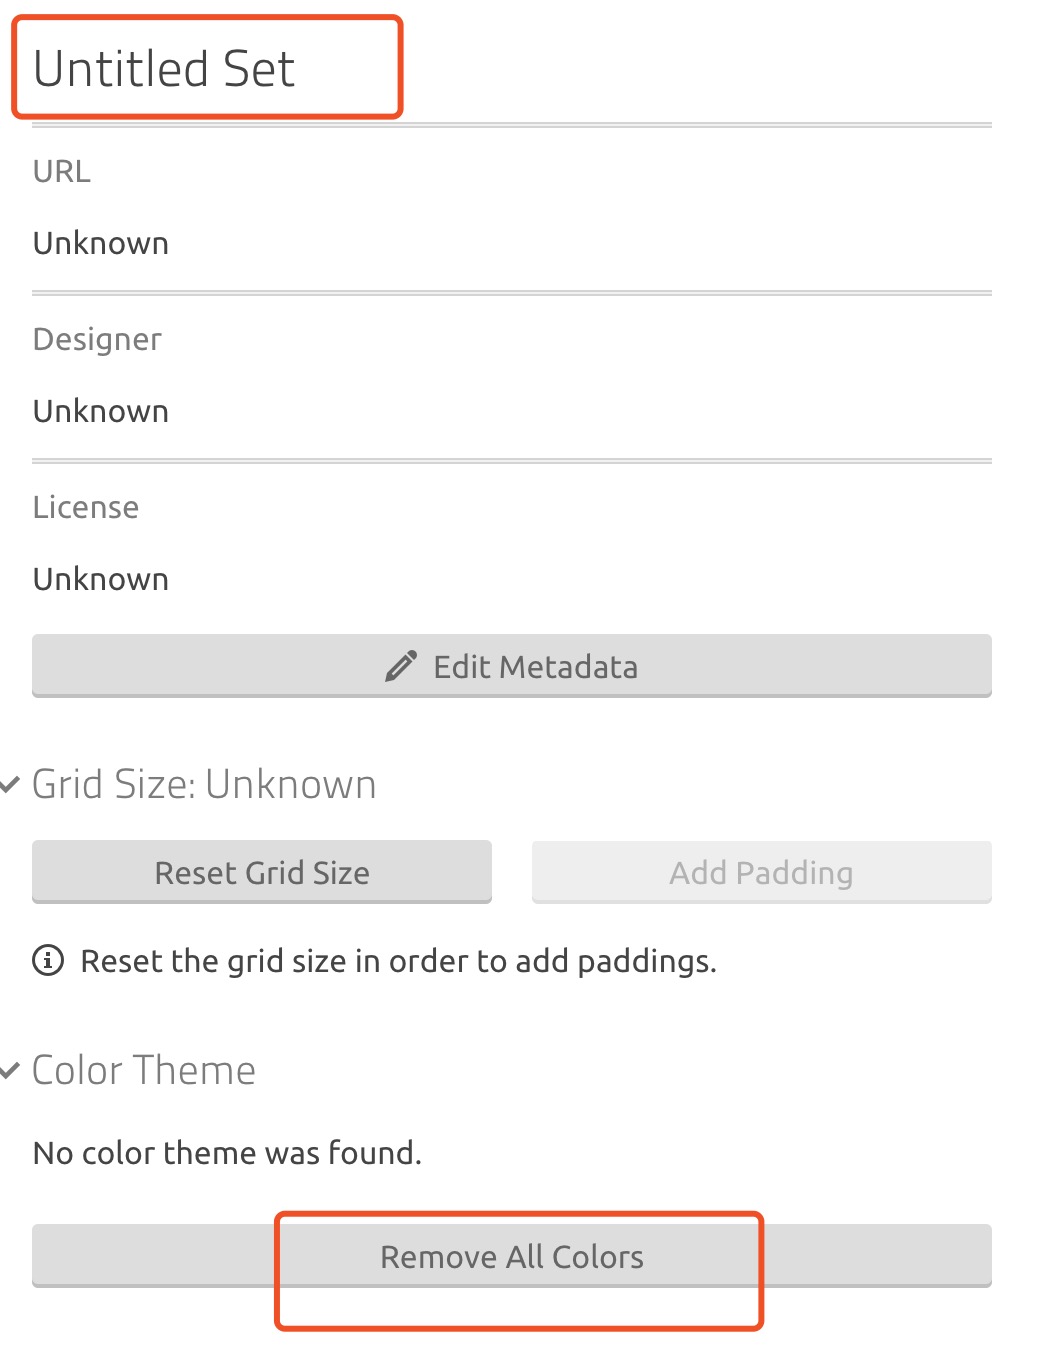 Untitled Set
URL
Unknown
Designer
Unknown
License
Unknown
Edit Metadata
Grid Size: Unknown
Reset Grid Size Add Padding
Reset the grid size in order to add paddings.
Color Theme
No color theme was found.
Remove All Colors